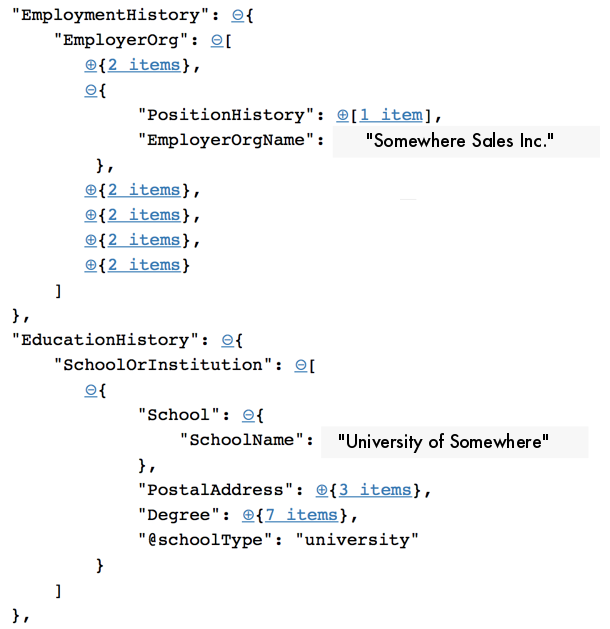 "EmploymentHistory": ⊖{
"EmployerOrg": ⊖[
⊕{2 items},
⊖{
"PositionHistory": ⊕[1 item],
"EmployerOrgName": "Somewhere Sales Inc."
},
⊕{2 items},
⊕{2 items},
⊕{2 items},
⊕{2 items}
]
},
"EducationHistory": ⊖{
"SchoolOrInstitution": ⊖[
⊖{
"School": ⊖{
"SchoolName": "University of Somewhere"
},
"PostalAddress": ⊕{3 items},
"Degree": ⊕{7 items},
"@schoolType": "university"
}
]
},